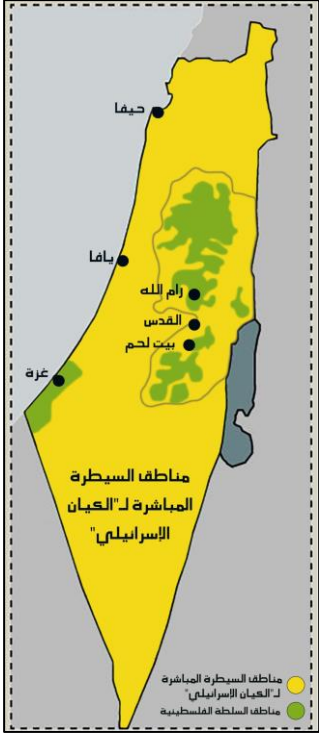 حيفا
يافا
رام الله
القدس
بيت لحم
غزة
مناطق السيطرة
المباشرة لـ"الكيان
الإسرائيلي"
مناطق السيطرة المباشرة
لـ"الكيان الإسرائيلي"
مناطق السلطة الفلسطينية